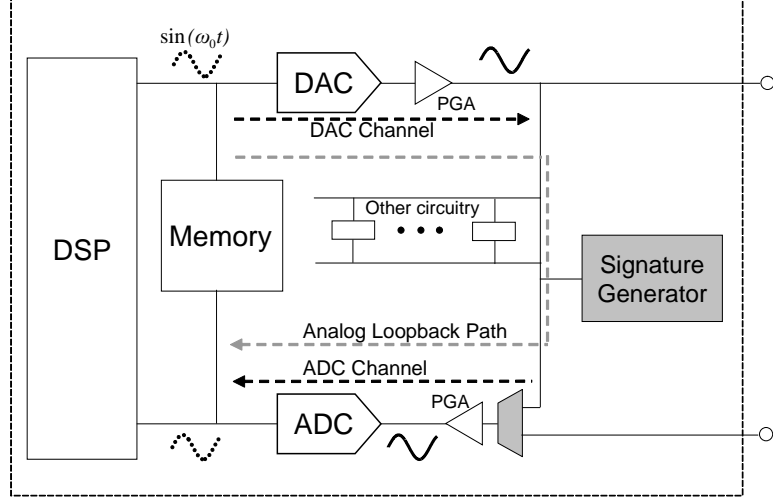 sin(ω₀t)
DAC
PGA
DAC Channel
DSP
Memory
Other circuitry
Signature
Generator
Analog Loopback Path
ADC Channel
PGA
ADC